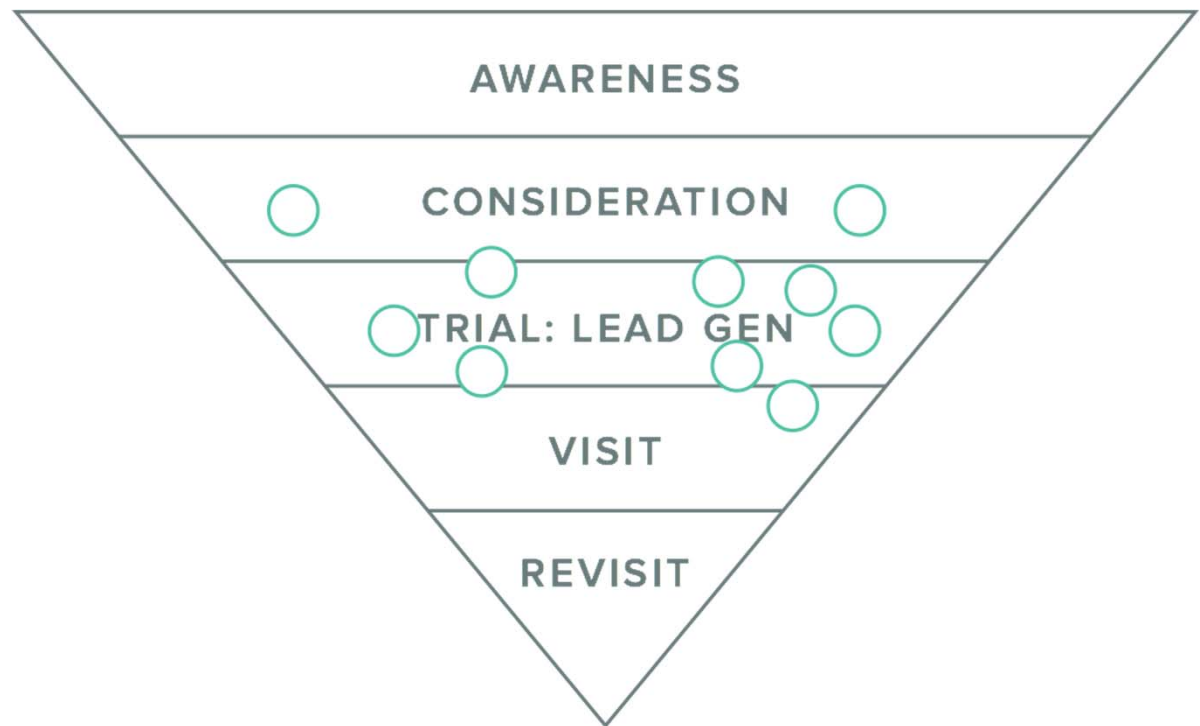 AWARENESS
CONSIDERATION
TRIAL: LEAD GEN
VISIT
REVISIT